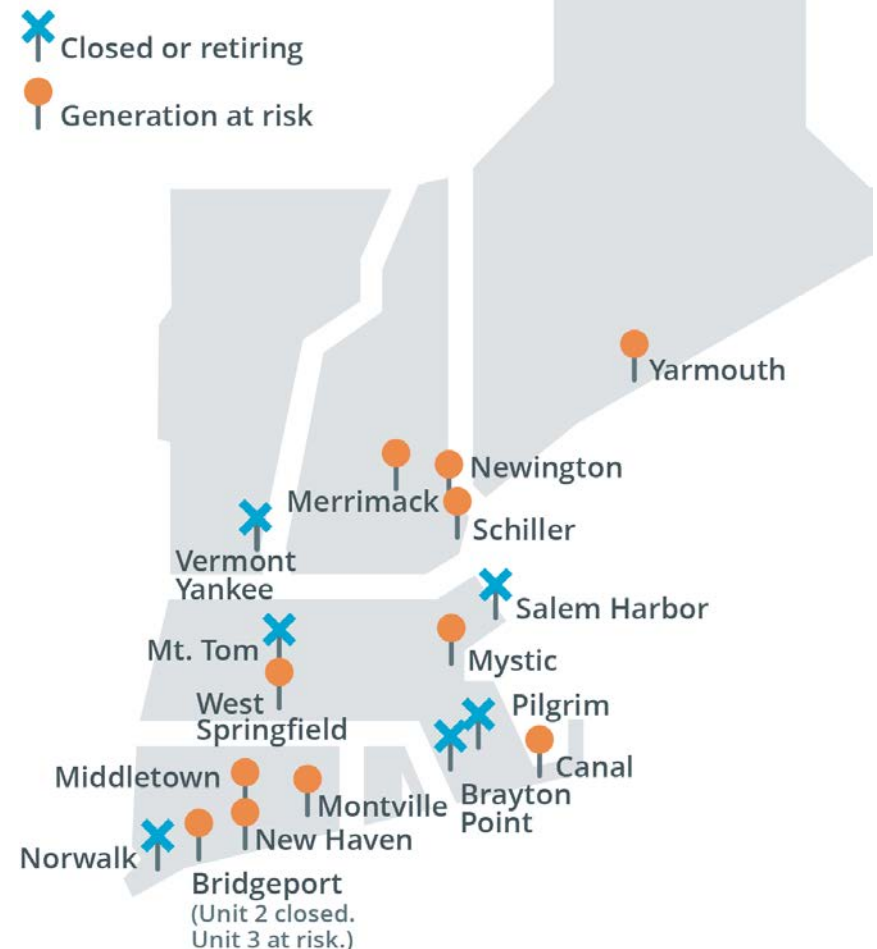 Closed or retiring
Generation at risk
Yarmouth
Newington
Merrimack
Schiller
Vermont
Yankee
Salem Harbor
Mt. Tom
Mystic
West
Springfield
Pilgrim
Canal
Middletown
Montville
Brayton
Point
New Haven
Norwalk
Bridgeport
(Unit 2 closed.
Unit 3 at risk.)